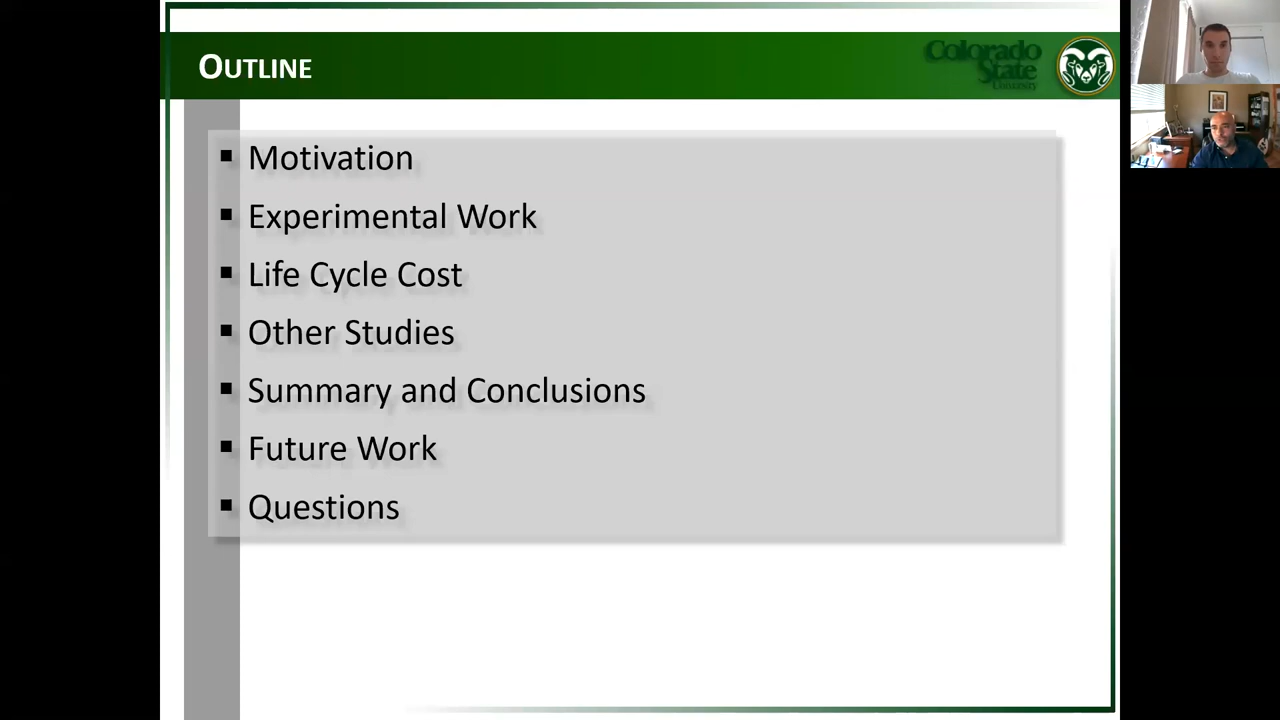 OUTLINE
Colorado
State
University
Motivation
Experimental Work
Life Cycle Cost
Other Studies
Summary and Conclusions
Future Work
Questions